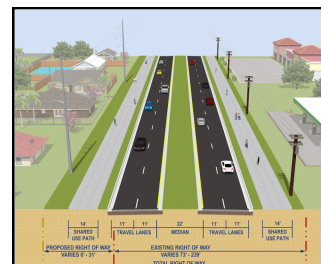 14' 11' 11' 22' 11' 11' 14'
SHARED USE PATH TRAVEL LANES MEDIAN TRAVEL LANES SHARED USE PATH
PROPOSED RIGHT OF WAY EXISTING RIGHT OF WAY
VARIES 0' - 31' VARIES 73' - 239'
TOTAL RIGHT OF WAY